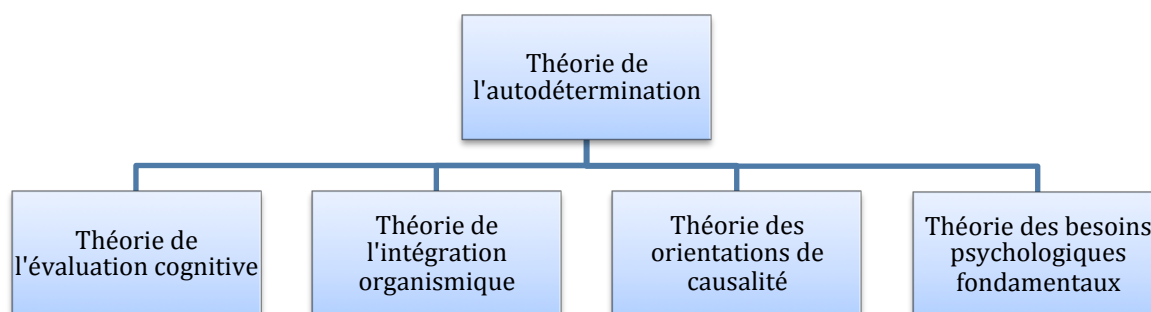 Théorie de
l'autodétermination
Théorie de
l'évaluation cognitive
Théorie de
l'intégration
organismique
Théorie des
orientations de
causalité
Théorie des besoins
psychologiques
fondamentaux